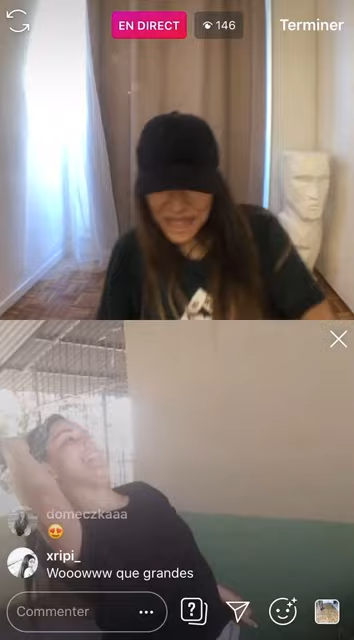 EN DIRECT
146
Terminer
domeczkaaa
😍
xripi_
Wooowww que grandes
Commenter